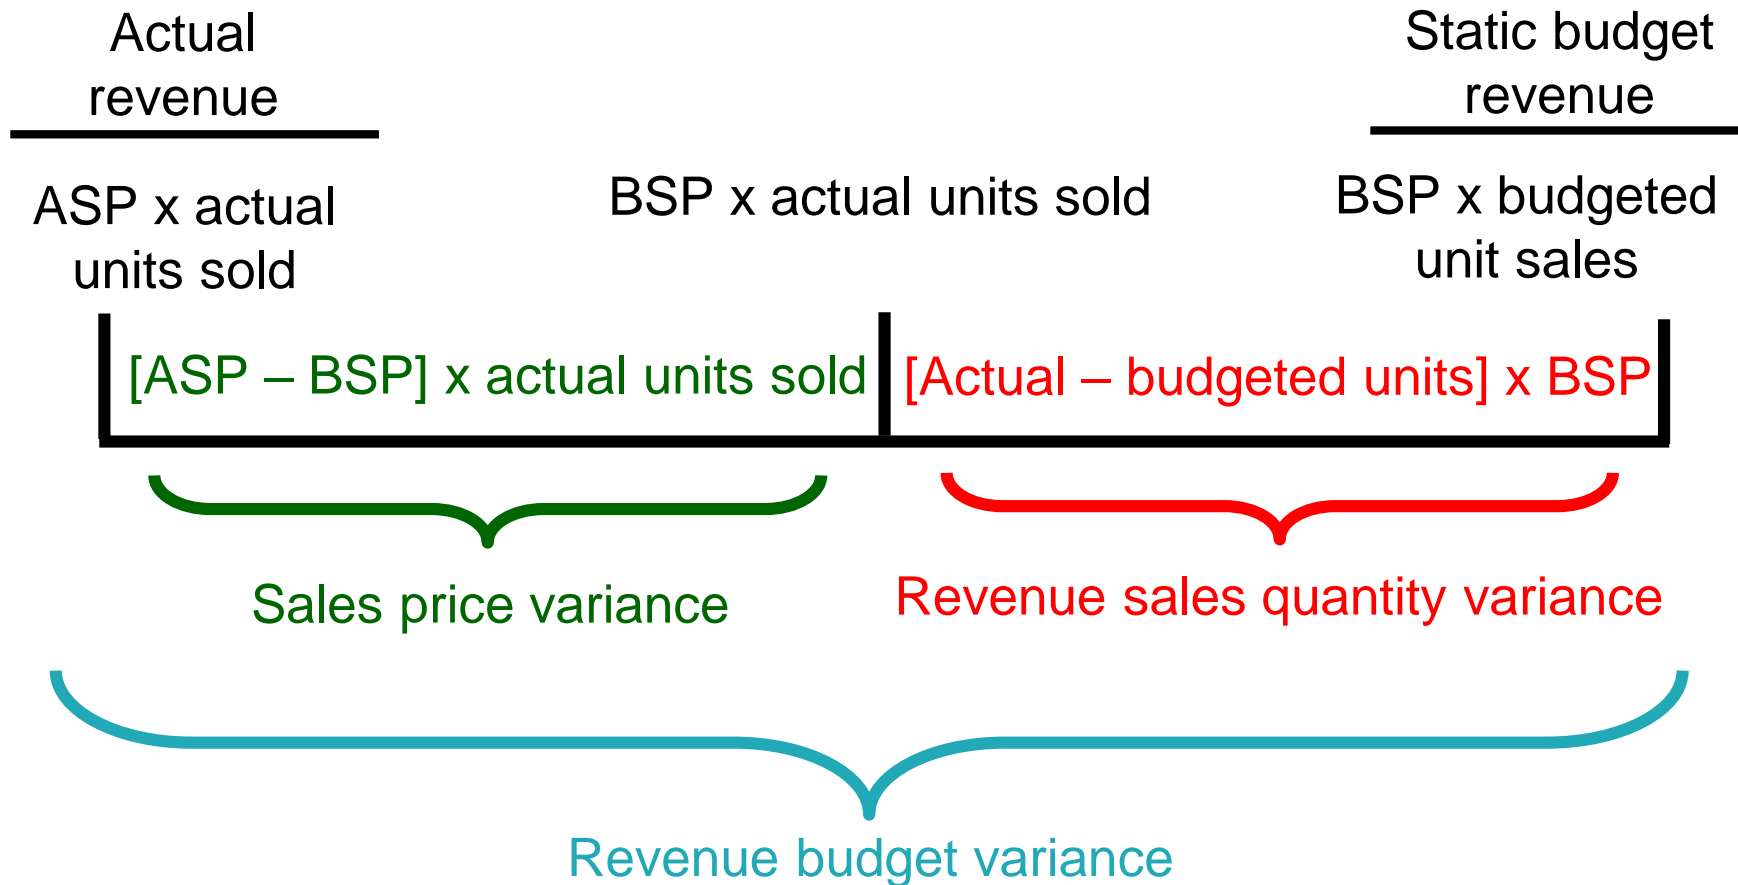 Actual
revenue
Static budget
revenue
ASP x actual
units sold
BSP x actual units sold
BSP x budgeted
unit sales
[ASP – BSP] x actual units sold
[Actual – budgeted units] x BSP
Sales price variance
Revenue sales quantity variance
Revenue budget variance